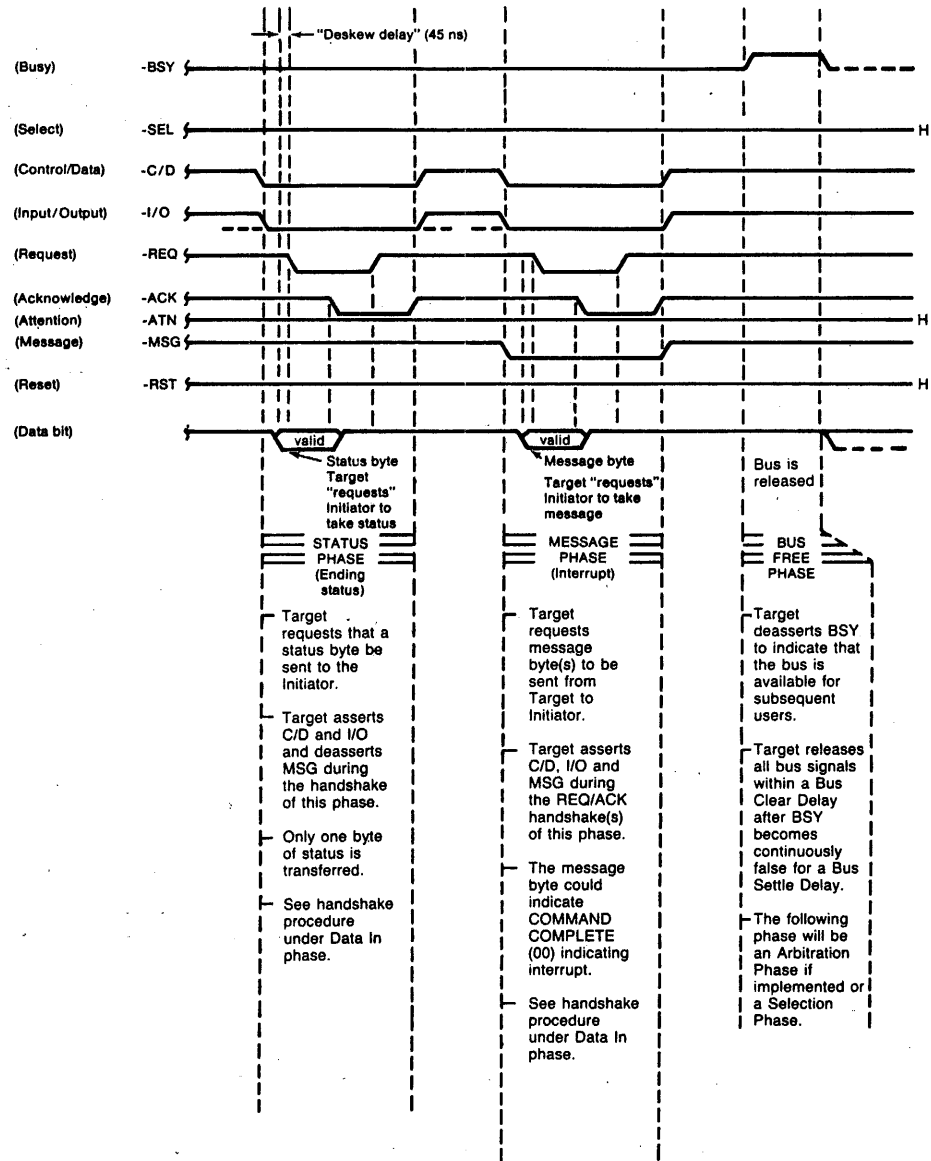 "Deskew delay" (45 ns)
(Busy) -BSY
(Select) -SEL H
(Control/Data) -C/D
(Input/Output) -I/O
(Request) -REQ
(Acknowledge) -ACK
(Attention) -ATN H
(Message) -MSG
(Reset) -RST H
(Data bit)
valid
valid
Status byte
Target
"requests"
Initiator to
take status
Message byte
Target "requests"
Initiator to take
message
Bus is
released
STATUS
PHASE
(Ending
status)
MESSAGE
PHASE
(Interrupt)
BUS
FREE
PHASE
Target
requests that a
status byte be
sent to the
Initiator.
Target asserts
C/D and I/O
and deasserts
MSG during
the handshake
of this phase.
Only one byte
of status is
transferred.
See handshake
procedure
under Data In
phase.
Target
requests
message
byte(s) to be
sent from
Target to
Initiator.
Target asserts
C/D, I/O and
MSG during
the REQ/ACK
handshake(s)
of this phase.
The message
byte could
indicate
COMMAND
COMPLETE
(00) indicating
interrupt.
See handshake
procedure
under Data In
phase.
Target
deasserts BSY
to indicate that
the bus is
available for
subsequent
users.
Target releases
all bus signals
within a Bus
Clear Delay
after BSY
becomes
continuously
false for a Bus
Settle Delay.
The following
phase will be
an Arbitration
Phase if
implemented or
a Selection
Phase.